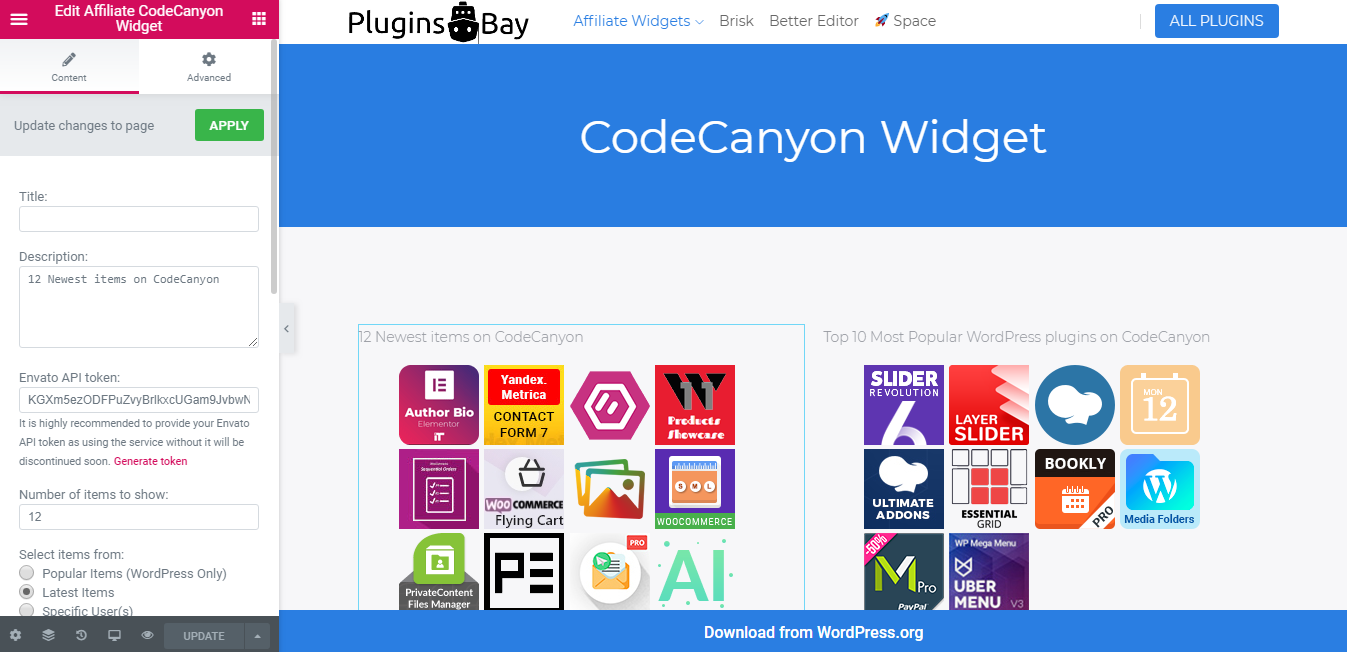 Edit Affiliate CodeCanyon
Widget
Content
Advanced
Update changes to page
APPLY
Title:
Description:
12 Newest items on CodeCanyon
Envato API token:
KGXm5ezODFPuZvyBrlkxcUGam9JvbwN
It is highly recommended to provide your Envato
API token as using the service without it will be
discontinued soon. Generate token
Number of items to show:
12
Select items from:
Popular Items (WordPress Only)
Latest Items
Specific User(s)
UPDATE
Plugins Bay
Affiliate Widgets
Brisk
Better Editor
🚀 Space
ALL PLUGINS
CodeCanyon Widget
12 Newest items on CodeCanyon
Author Bio
Elementor
Yandex.
Metrica
CONTACT
FORM 7
Products
Showcase
WooCommerce
Sequential Orders
WOOCOMMERCE
Flying Cart
S M L
WOOCOMMERCE
PrivateContent
Files Manager
PE
PRO
AI
Top 10 Most Popular WordPress plugins on CodeCanyon
SLIDER
REVOLUTION
6
LAYER
SLIDER
MON
12
ULTIMATE
ADDONS
ESSENTIAL
GRID
BOOKLY
PRO
Media Folders
-50%
M Pro
PayPal
WP Mega Menu
UBER
MENU V3
Download from WordPress.org